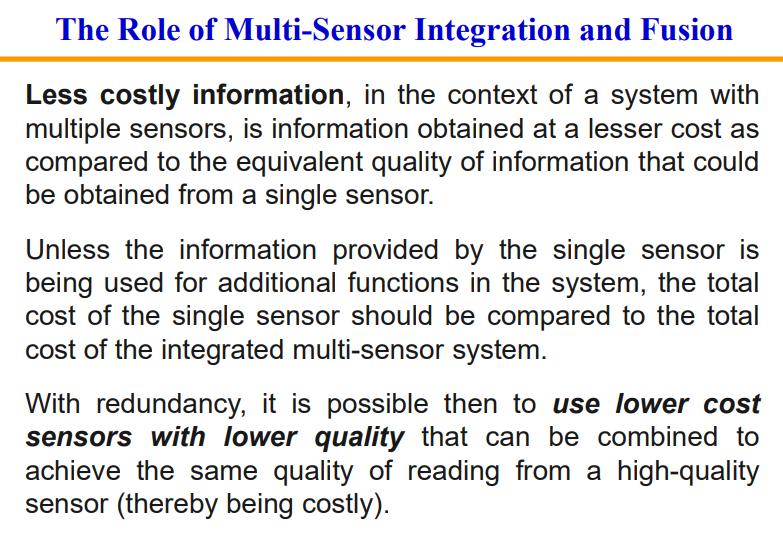 The Role of Multi-Sensor Integration and Fusion
Less costly information, in the context of a system with
multiple sensors, is information obtained at a lesser cost as
compared to the equivalent quality of information that could
be obtained from a single sensor.
Unless the information provided by the single sensor is
being used for additional functions in the system, the total
cost of the single sensor should be compared to the total
cost of the integrated multi-sensor system.
With redundancy, it is possible then to use lower cost
sensors with lower quality that can be combined to
achieve the same quality of reading from a high-quality
sensor (thereby being costly).